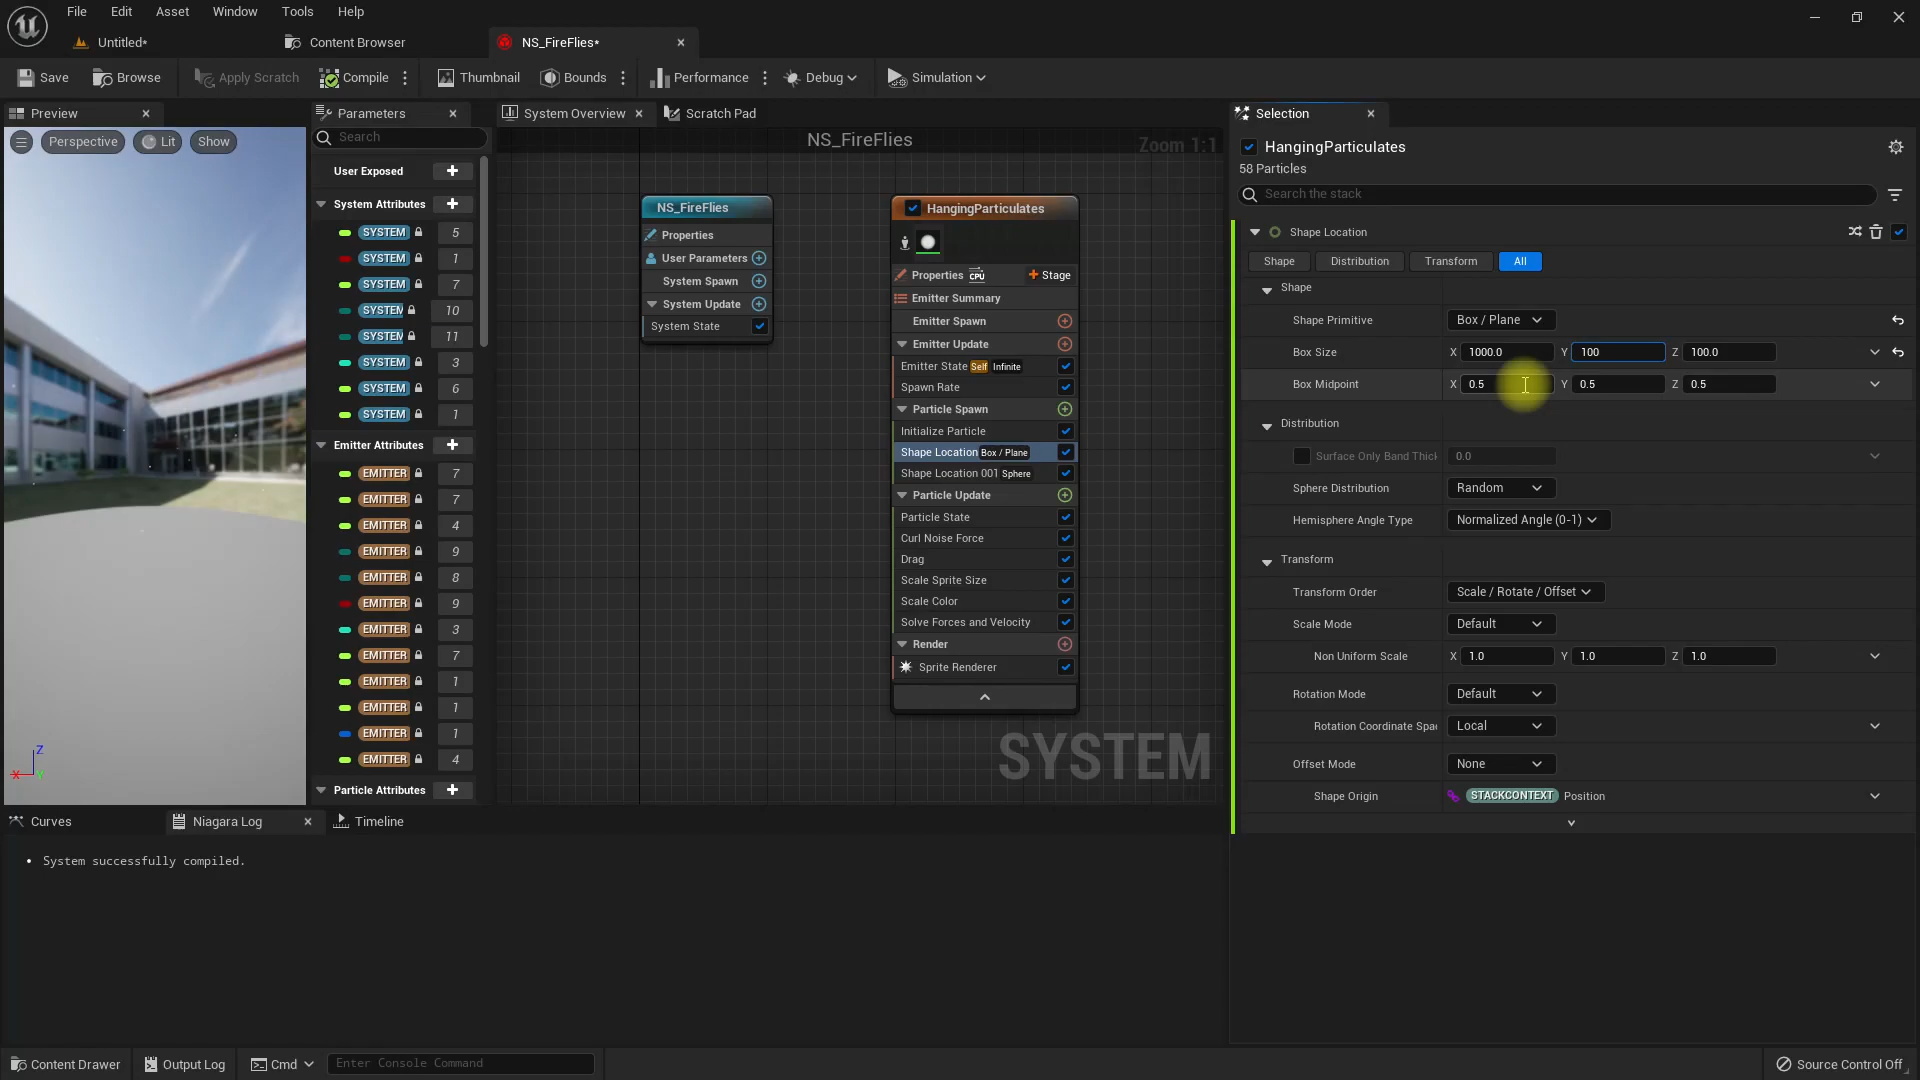 File Edit Asset Window Tools Help
Untitled* Content Browser NS_FireFlies*
Save Browse Apply Scratch Compile Thumbnail Bounds Performance Debug Simulation
Preview Parameters System Overview Scratch Pad Selection
Perspective Lit Show
Search
NS_FireFlies Zoom 1:1
User Exposed
System Attributes
SYSTEM 5
SYSTEM 1
SYSTEM 7
SYSTEM 10
SYSTEM 11
SYSTEM 3
SYSTEM 6
SYSTEM 1
Emitter Attributes
EMITTER 7
EMITTER 7
EMITTER 4
EMITTER 9
EMITTER 8
EMITTER 9
EMITTER 3
EMITTER 7
EMITTER 1
EMITTER 1
EMITTER 1
EMITTER 4
Particle Attributes
Z
X
NS_FireFlies
Properties
User Parameters
System Spawn
System Update
System State
HangingParticulates
Properties CPU Stage
Emitter Summary
Emitter Spawn
Emitter Update
Emitter State Self Infinite
Spawn Rate
Particle Spawn
Initialize Particle
Shape Location Box / Plane
Shape Location 001 Sphere
Particle Update
Particle State
Curl Noise Force
Drag
Scale Sprite Size
Scale Color
Solve Forces and Velocity
Render
Sprite Renderer
SYSTEM
HangingParticulates
58 Particles
Search the stack
Shape Location
Shape Distribution Transform All
Shape
Shape Primitive Box / Plane
Box Size X 1000.0 Y 100 Z 100.0
Box Midpoint X 0.5 Y 0.5 Z 0.5
Distribution
Surface Only Band Thick 0.0
Sphere Distribution Random
Hemisphere Angle Type Normalized Angle (0-1)
Transform
Transform Order Scale / Rotate / Offset
Scale Mode Default
Non Uniform Scale X 1.0 Y 1.0 Z 1.0
Rotation Mode Default
Rotation Coordinate Spac Local
Offset Mode None
Shape Origin STACKCONTEXT Position
Curves Niagara Log Timeline
• System successfully compiled.
Content Drawer Output Log Cmd Enter Console Command Source Control Off